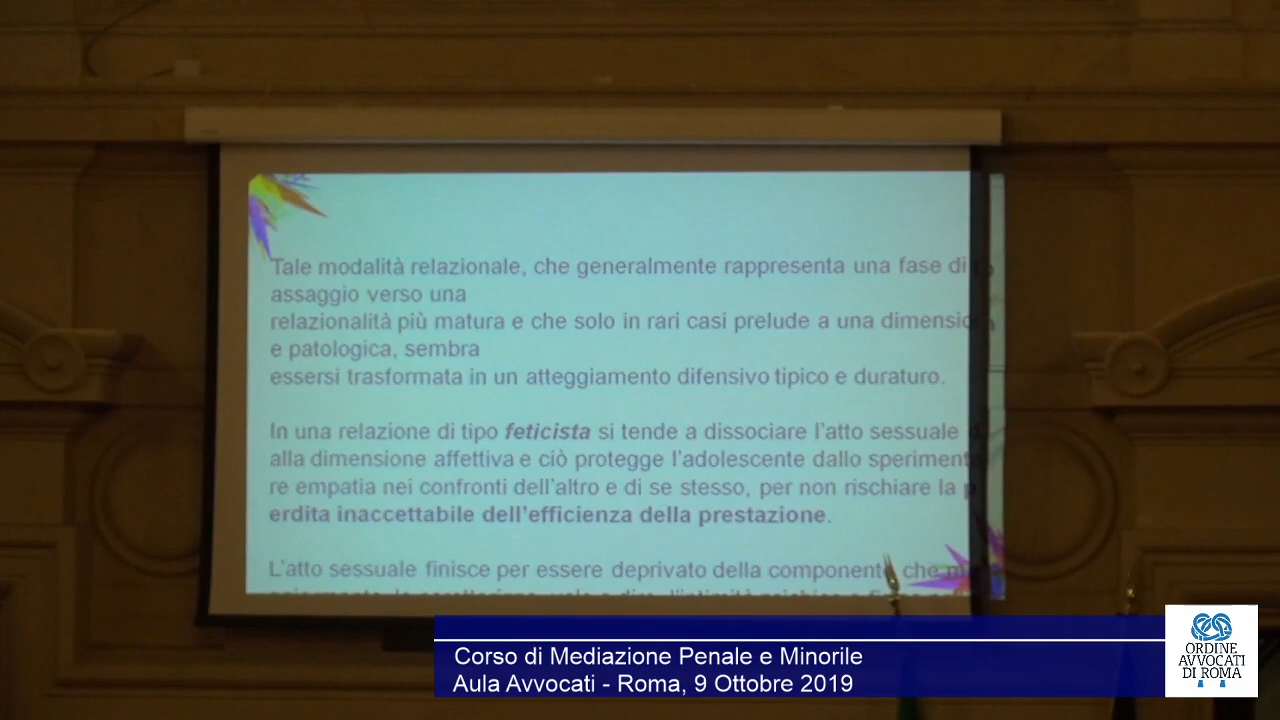 Tale modalità relazionale, che generalmente rappresenta una fase di p
assaggio verso una
relazionalità più matura e che solo in rari casi prelude a una dimension
e patologica, sembra
essersi trasformata in un atteggiamento difensivo tipico e duraturo.
In una relazione di tipo feticista si tende a dissociare l'atto sessuale d
alla dimensione affettiva e ciò protegge l'adolescente dallo sperimenta
re empatia nei confronti dell'altro e di se stesso, per non rischiare la p
erdita inaccettabile dell'efficienza della prestazione.
L'atto sessuale finisce per essere deprivato della componente che
Corso di Mediazione Penale e Minorile
Aula Avvocati - Roma, 9 Ottobre 2019
ORDINE
AVVOCATI
DI ROMA